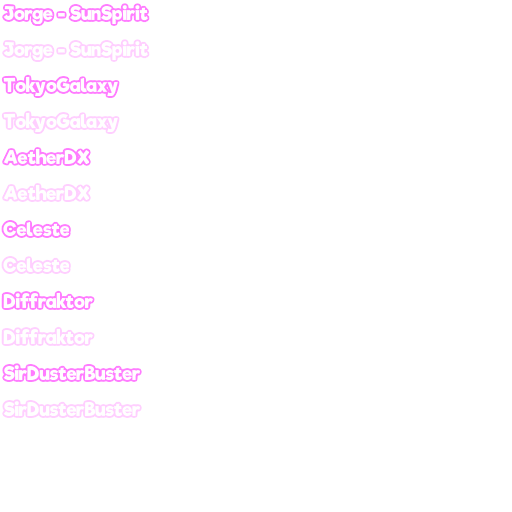 Jorge - SunSpirit
Jorge - SunSpirit
TokyoGalaxy
TokyoGalaxy
AetherDX
AetherDX
Celeste
Celeste
Diffraktor
Diffraktor
SirDusterBuster
SirDusterBuster